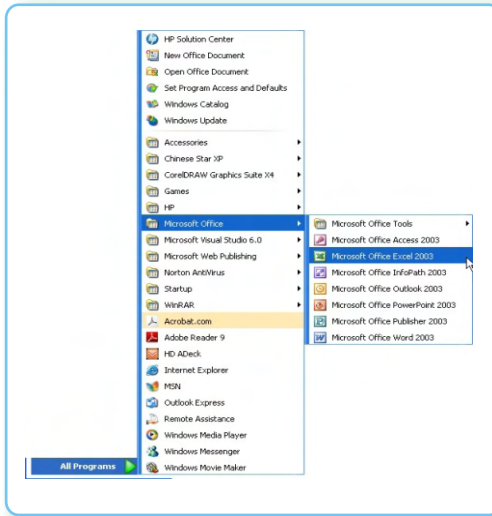 HP Solution Center
New Office Document
Open Office Document
Set Program Access and Defaults
Windows Catalog
Windows Update
Accessories
Chinese Star XP
CorelDRAW Graphics Suite X4
Games
HP
Microsoft Office
Microsoft Visual Studio 6.0
Microsoft Web Publishing
Norton AntiVirus
Startup
WinRAR
Acrobat.com
Adobe Reader 9
HD ADeck
Internet Explorer
MSN
Outlook Express
Remote Assistance
Windows Media Player
Windows Messenger
Windows Movie Maker
All Programs
Microsoft Office Tools
Microsoft Office Access 2003
Microsoft Office Excel 2003
Microsoft Office InfoPath 2003
Microsoft Office Outlook 2003
Microsoft Office PowerPoint 2003
Microsoft Office Publisher 2003
Microsoft Office Word 2003